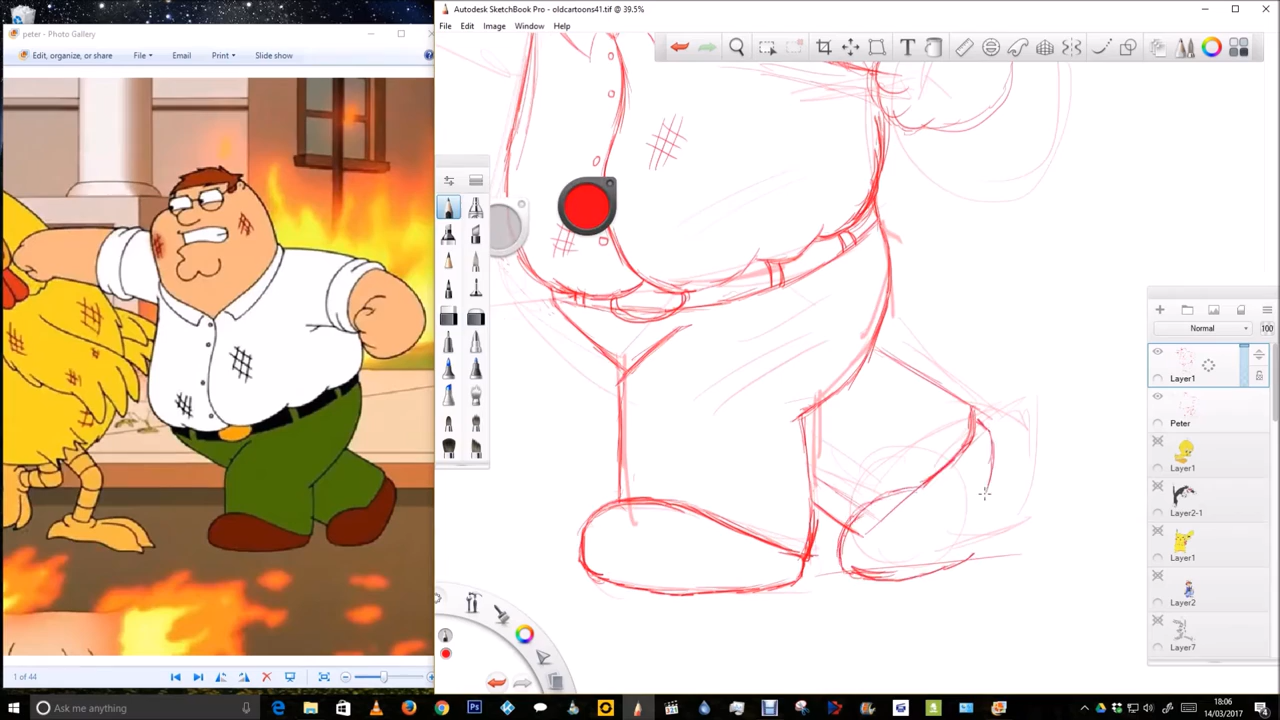 peter - Photo Gallery
Edit, organize, or share File Email Print Slide show
1 of 44
Autodesk SketchBook Pro - oldcartoons41.tif @ 39.5%
File Edit Image Window Help
T
Normal 100
Layer1
Peter
Layer1
Layer2-1
Layer1
Layer2
Layer7
Ask me anything
Ps
18:06
14/03/2017
4